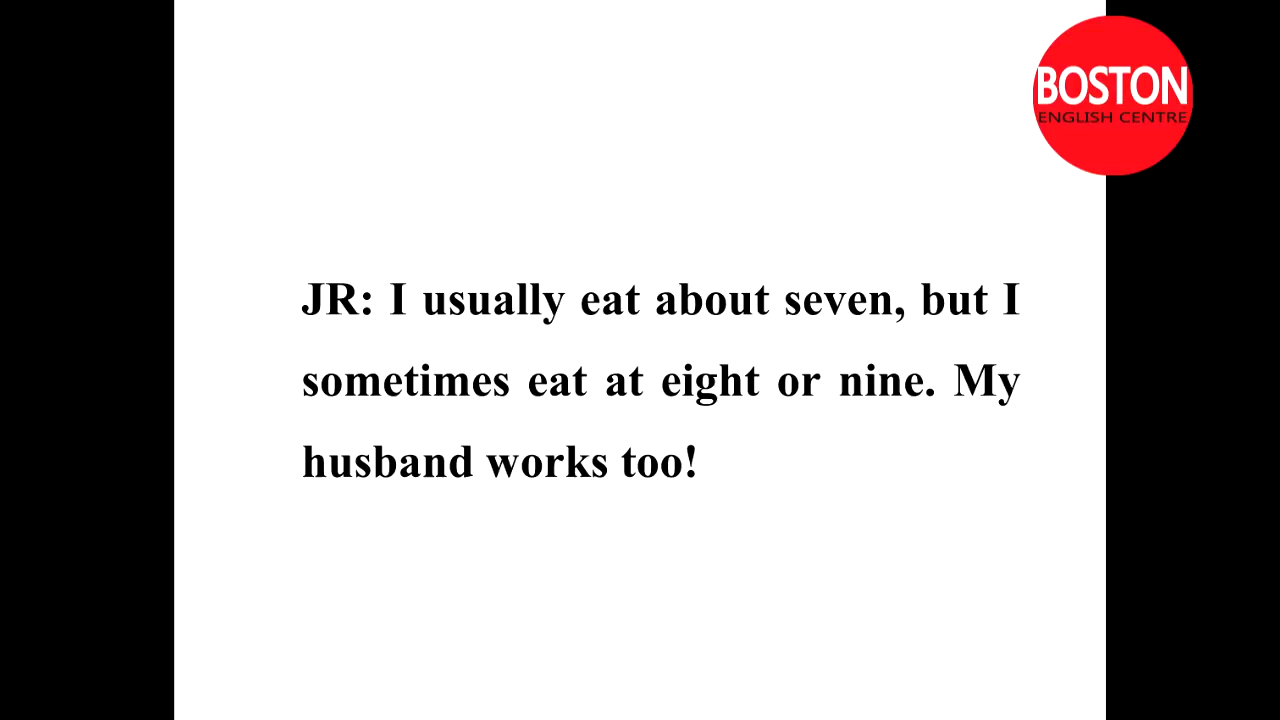 BOSTON
ENGLISH CENTRE
JR: I usually eat about seven, but I
sometimes eat at eight or nine. My
husband works too!